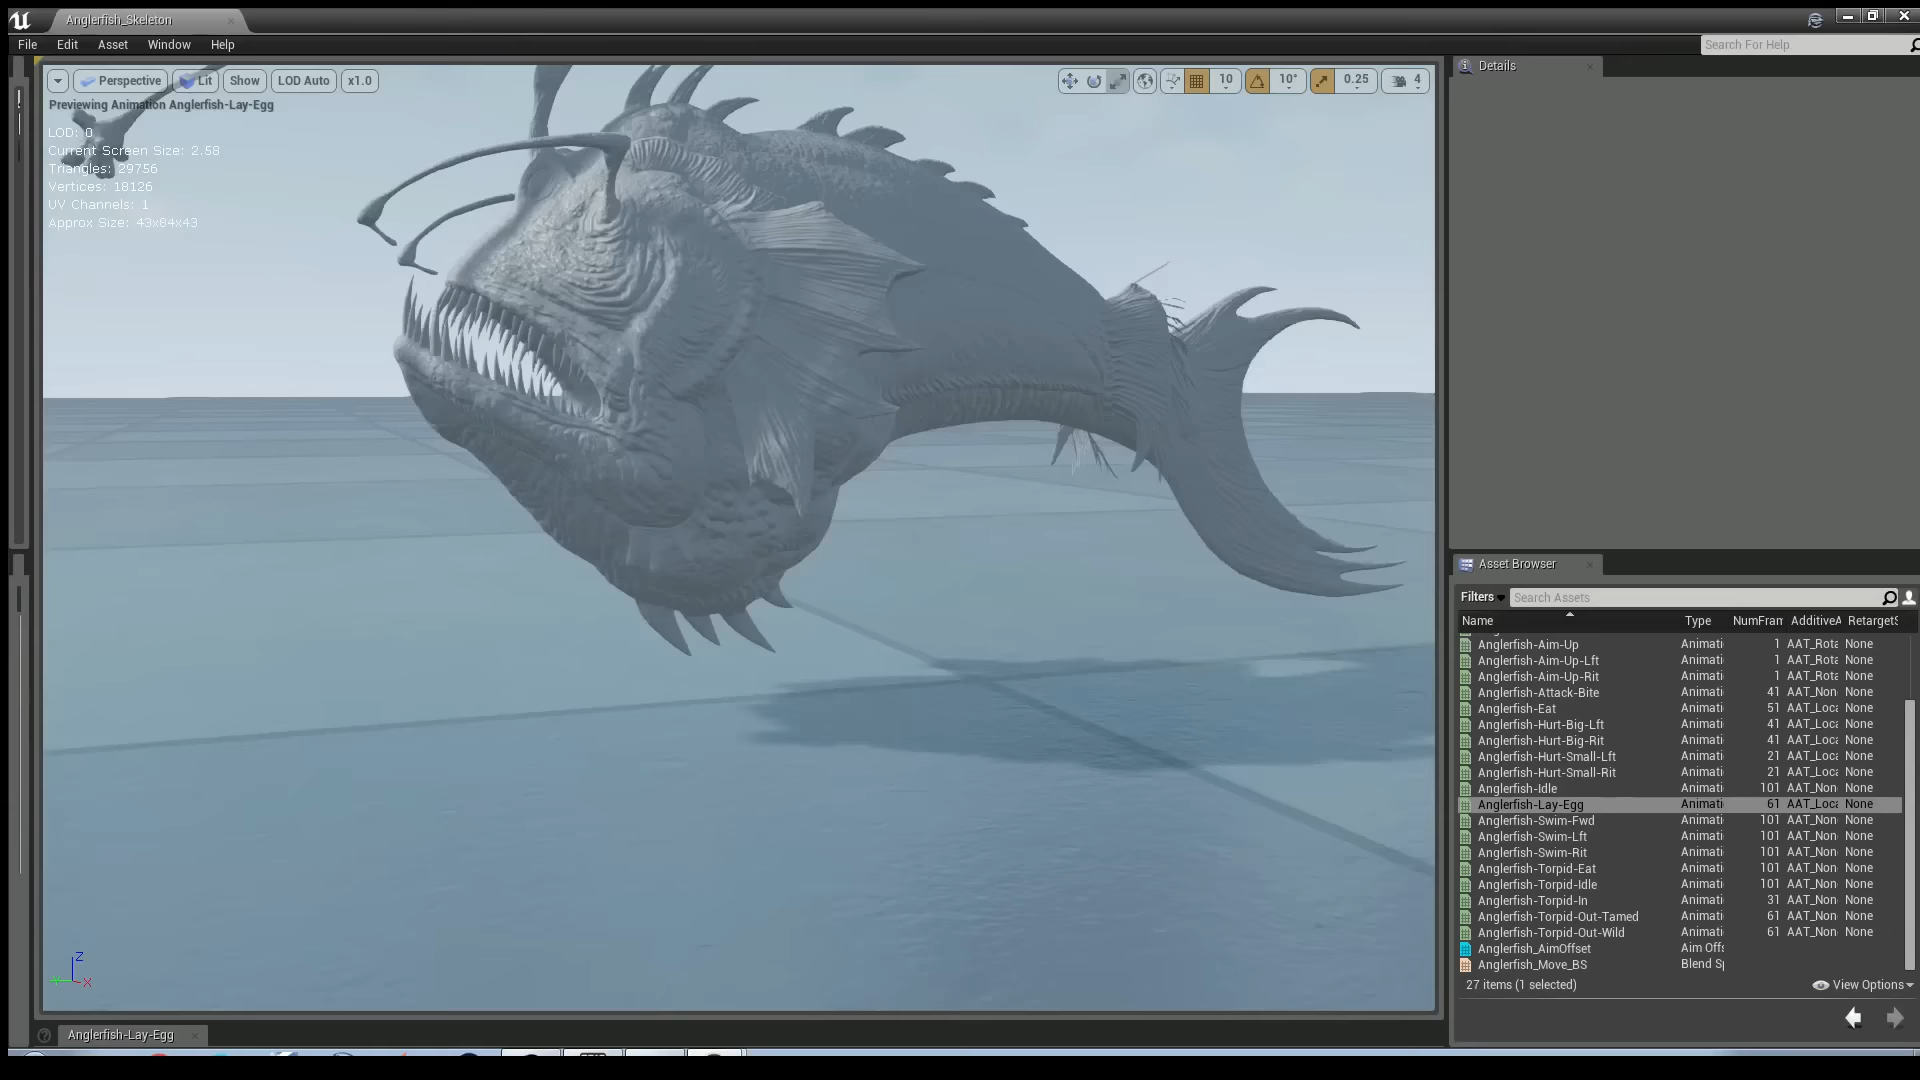 Anglerfish_Skeleton
File Edit Asset Window Help
Search For Help
Perspective Lit Show LOD Auto x1.0
10 10° 0.25 4
Previewing Animation Anglerfish-Lay-Egg
LOD: 0
Current Screen Size: 2.58
Triangles: 29756
Vertices: 18126
UV Channels: 1
Approx Size: 43x84x43
Z
Y X
Anglerfish-Lay-Egg
Details
Asset Browser
Filters Search Assets
Name Type NumFram AdditiveA RetargetS
Anglerfish-Aim-Up Animati 1 AAT_Rota None
Anglerfish-Aim-Up-Lft Animati 1 AAT_Rota None
Anglerfish-Aim-Up-Rit Animati 1 AAT_Rota None
Anglerfish-Attack-Bite Animati 41 AAT_Non None
Anglerfish-Eat Animati 51 AAT_Loca None
Anglerfish-Hurt-Big-Lft Animati 41 AAT_Loca None
Anglerfish-Hurt-Big-Rit Animati 41 AAT_Loca None
Anglerfish-Hurt-Small-Lft Animati 21 AAT_Loca None
Anglerfish-Hurt-Small-Rit Animati 21 AAT_Loca None
Anglerfish-Idle Animati 101 AAT_Non None
Anglerfish-Lay-Egg Animati 61 AAT_Loca None
Anglerfish-Swim-Fwd Animati 101 AAT_Non None
Anglerfish-Swim-Lft Animati 101 AAT_Non None
Anglerfish-Swim-Rit Animati 101 AAT_Non None
Anglerfish-Torpid-Eat Animati 101 AAT_Non None
Anglerfish-Torpid-Idle Animati 101 AAT_Non None
Anglerfish-Torpid-In Animati 31 AAT_Non None
Anglerfish-Torpid-Out-Tamed Animati 61 AAT_Non None
Anglerfish-Torpid-Out-Wild Animati 61 AAT_Non None
Anglerfish_AimOffset Aim Offs
Anglerfish_Move_BS Blend Sp
27 items (1 selected) View Options